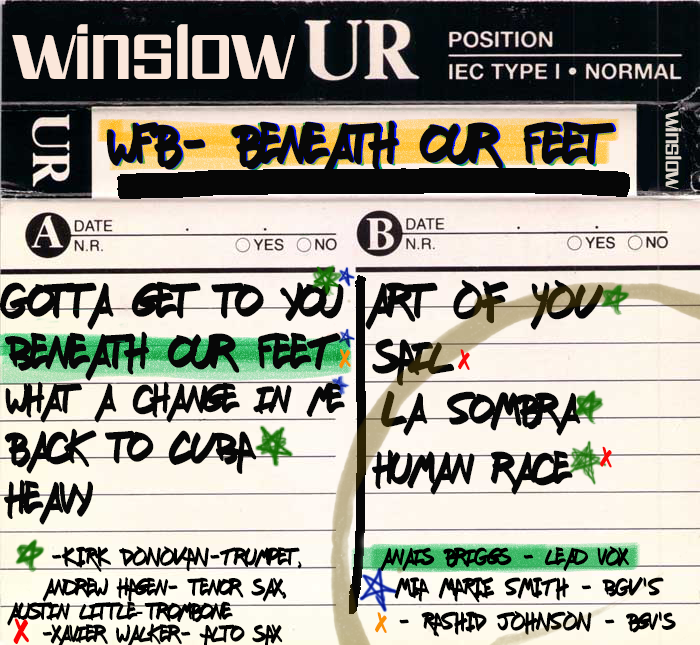 winslow UR
POSITION
IEC TYPE I • NORMAL
UR
WFB- BENEATH OUR FEET
winslow
A DATE . .
N.R. YES NO
B DATE . .
N.R. YES NO
GOTTA GET TO YOU
BENEATH OUR FEET
WHAT A CHANGE IN ME
BACK TO CUBA
HEAVY
-KIRK DONOVAN-TRUMPET,
ANDREW HAGEN- TENOR SAX,
AUSTIN LITTLE-TROMBONE
X -XAVIER WALKER- ALTO SAX
ART OF YOU
SAIL X
LA SOMBRA
HUMAN RACE X
ANAIS BRIGGS - LEAD VOX
MIA MARIE SMITH - BGV'S
X - RASHID JOHNSON - BGV'S